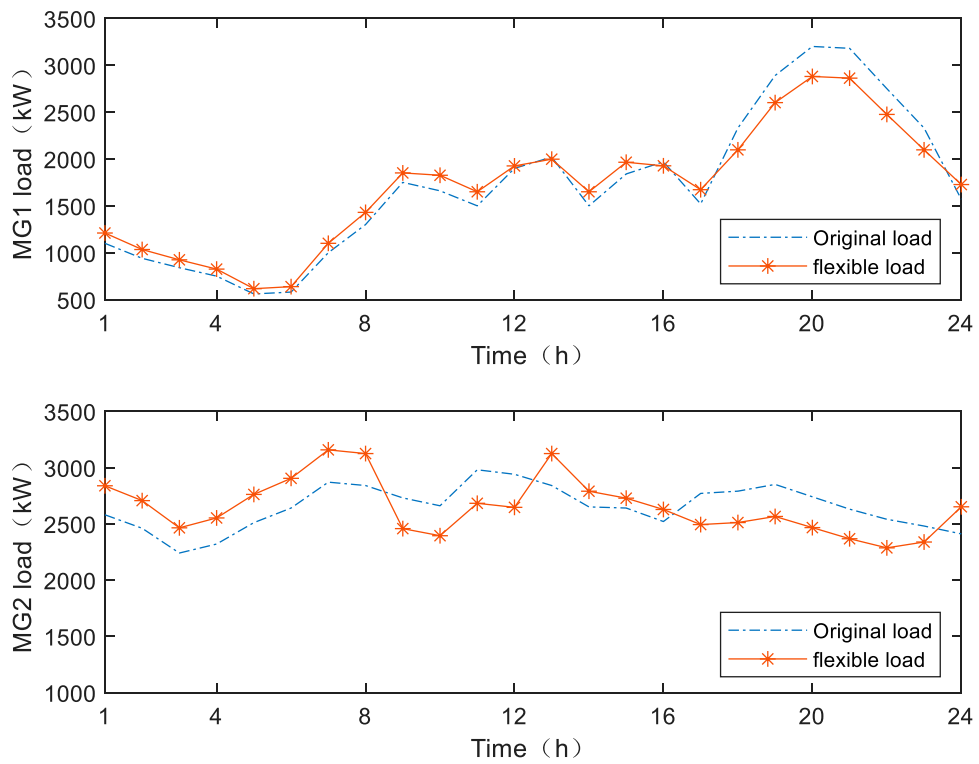 3500
3000
2500
2000
1500
1000
500
MG1 load（kW）
Original load
flexible load
1 4 8 12 16 20 24
Time（h）
3500
3000
2500
2000
1500
1000
MG2 load（kW）
Original load
flexible load
1 4 8 12 16 20 24
Time（h）